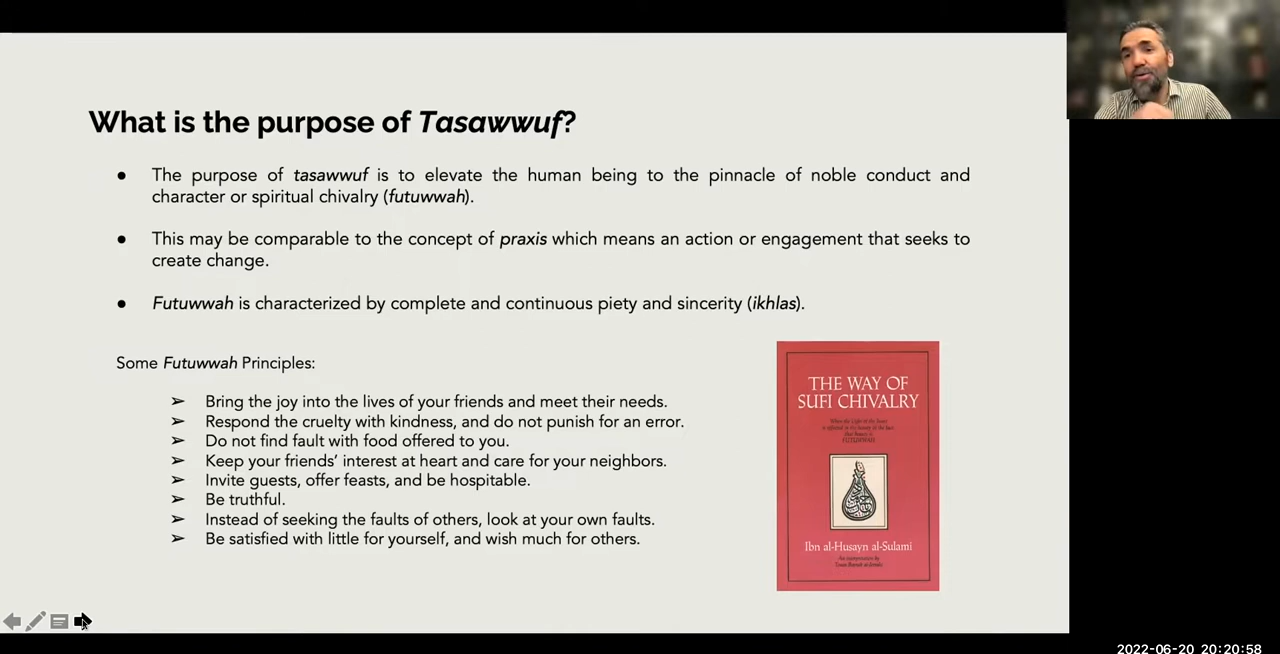 What is the purpose of Tasawwuf?
● The purpose of tasawwuf is to elevate the human being to the pinnacle of noble conduct and
character or spiritual chivalry (futuwwah).
● This may be comparable to the concept of praxis which means an action or engagement that seeks to
create change.
● Futuwwah is characterized by complete and continuous piety and sincerity (ikhlas).
Some Futuwwah Principles:
➢ Bring the joy into the lives of your friends and meet their needs.
➢ Respond the cruelty with kindness, and do not punish for an error.
➢ Do not find fault with food offered to you.
➢ Keep your friends’ interest at heart and care for your neighbors.
➢ Invite guests, offer feasts, and be hospitable.
➢ Be truthful.
➢ Instead of seeking the faults of others, look at your own faults.
➢ Be satisfied with little for yourself, and wish much for others.
THE WAY OF
SUFI CHIVALRY
FUTUWWAH
Ibn al-Husayn al-Sulami
2022-06-20 20:20:58